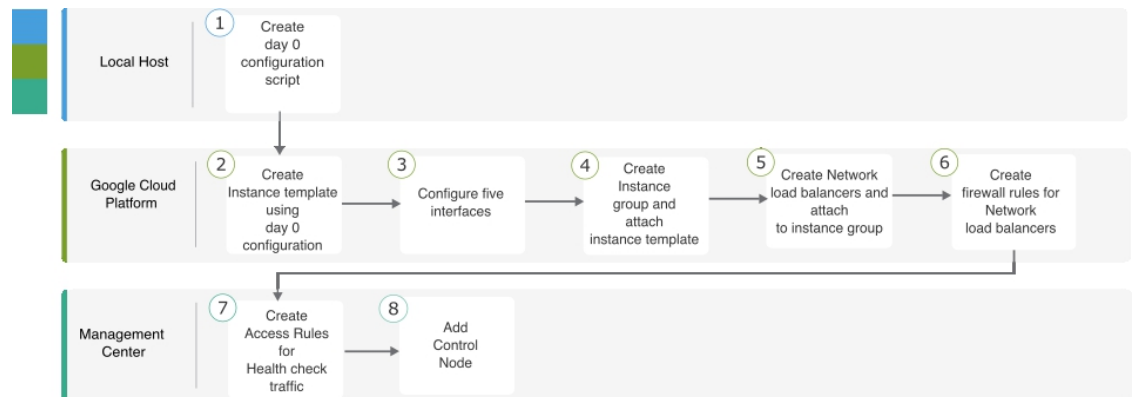 Local Host
1
Create
day 0
configuration
script
Google Cloud
Platform
2
Create
Instance template
using
day 0
configuration
3
Configure five
interfaces
4
Create
Instance
group and
attach
instance template
5
Create Network
load balancers and
attach
to instance group
6
Create
firewall rules for
Network
load balancers
Management
Center
7
Create
Access Rules
for
Health check
traffic
8
Add
Control
Node